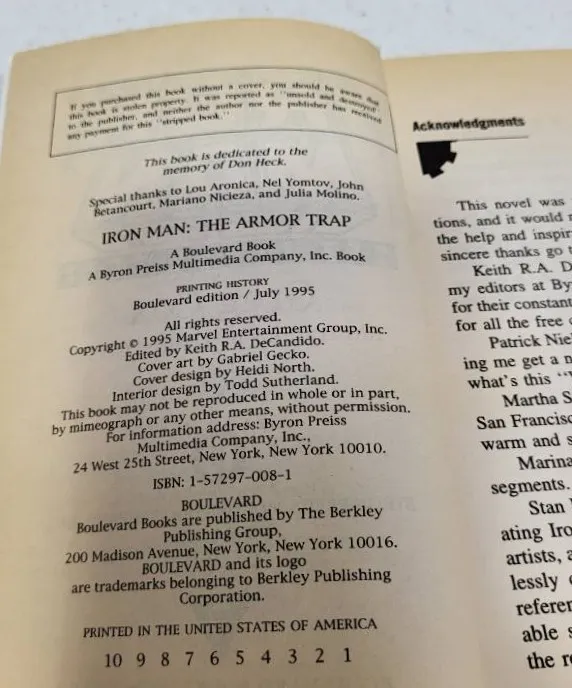 If you purchased this book without a cover, you should be aware that
this book is stolen property. It was reported as "unsold and destroyed"
to the publisher, and neither the author nor the publisher has received
any payment for this "stripped book."
This book is dedicated to the
memory of Don Heck.
Special thanks to Lou Aronica, Nel Yomtov, John
Betancourt, Mariano Nicieza, and Julia Molino.
IRON MAN: THE ARMOR TRAP
A Boulevard Book
A Byron Preiss Multimedia Company, Inc. Book
PRINTING HISTORY
Boulevard edition / July 1995
All rights reserved.
Copyright © 1995 Marvel Entertainment Group, Inc.
Edited by Keith R.A. DeCandido.
Cover art by Gabriel Gecko.
Cover design by Heidi North.
Interior design by Todd Sutherland.
This book may not be reproduced in whole or in part,
by mimeograph or any other means, without permission.
For information address: Byron Preiss
Multimedia Company, Inc.,
24 West 25th Street, New York, New York 10010.
ISBN: 1-57297-008-1
BOULEVARD
Boulevard Books are published by The Berkley
Publishing Group,
200 Madison Avenue, New York, New York 10016.
BOULEVARD and its logo
are trademarks belonging to Berkley Publishing
Corporation.
PRINTED IN THE UNITED STATES OF AMERICA
10 9 8 7 6 5 4 3 2 1
Acknowledgments
This novel was
tions, and it would
the help and inspir
sincere thanks go t
Keith R.A. D
my editors at By
for their constant
for all the free
Patrick Niel
ing me get a n
what's this "
Martha S
San Francisc
warm and s
Marina
segments.
Stan
ating Iro
artists, a
lessly
referen
able s
the re